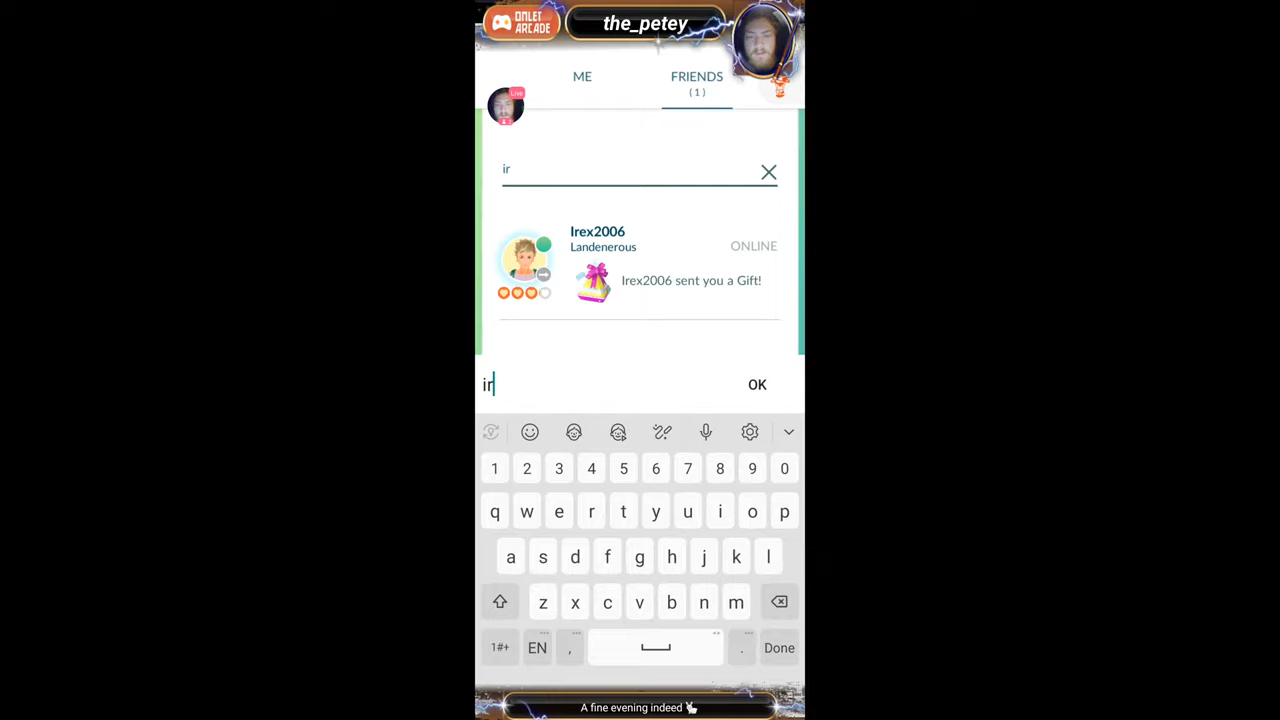 OMLET
ARCADE
the_petey
ME
FRIENDS
(1)
Live
ir
Irex2006
Landenerous
ONLINE
Irex2006 sent you a Gift!
ir
OK
1 2 3 4 5 6 7 8 9 0
q w e r t y u i o p
a s d f g h j k l
z x c v b n m
1#+ EN , . Done
A fine evening indeed